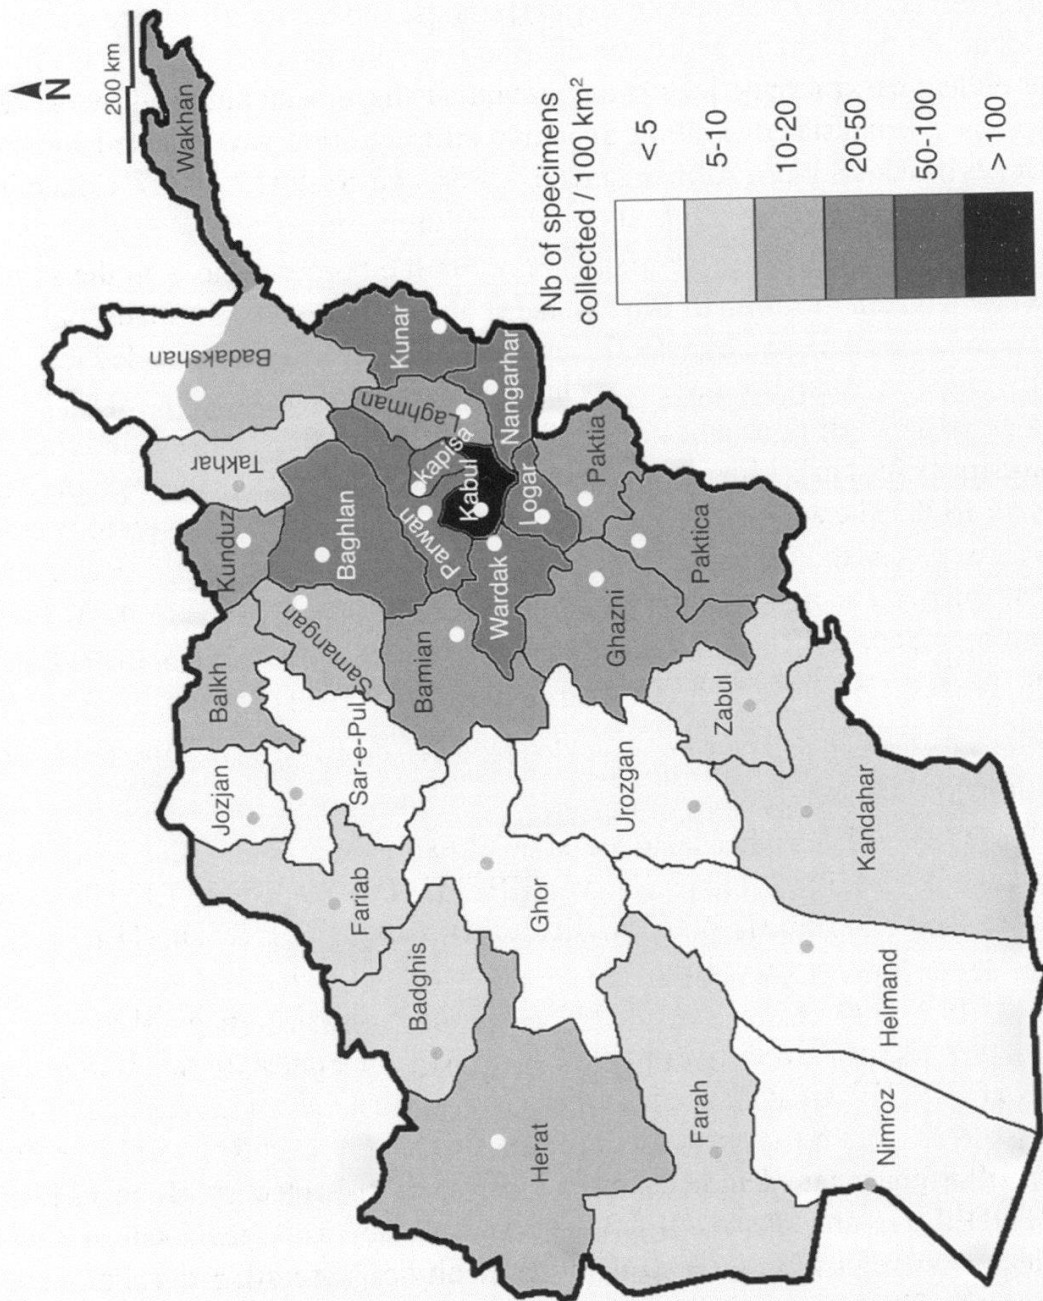 N
200 km
Wakhan
Badakshan
Takhar
Kunduz
Kunar
Laghman
Nangarhar
kapisa
Kabul
Parwan
Baghlan
Logar
Paktia
Wardak
Paktica
Ghazni
Bamian
Samangan
Balkh
Sar-e-Pul
Jozjan
Zabul
Urozgan
Kandahar
Fariab
Ghor
Badghis
Helmand
Herat
Farah
Nimroz
Nb of specimens
collected / 100 km²
< 5
5-10
10-20
20-50
50-100
> 100